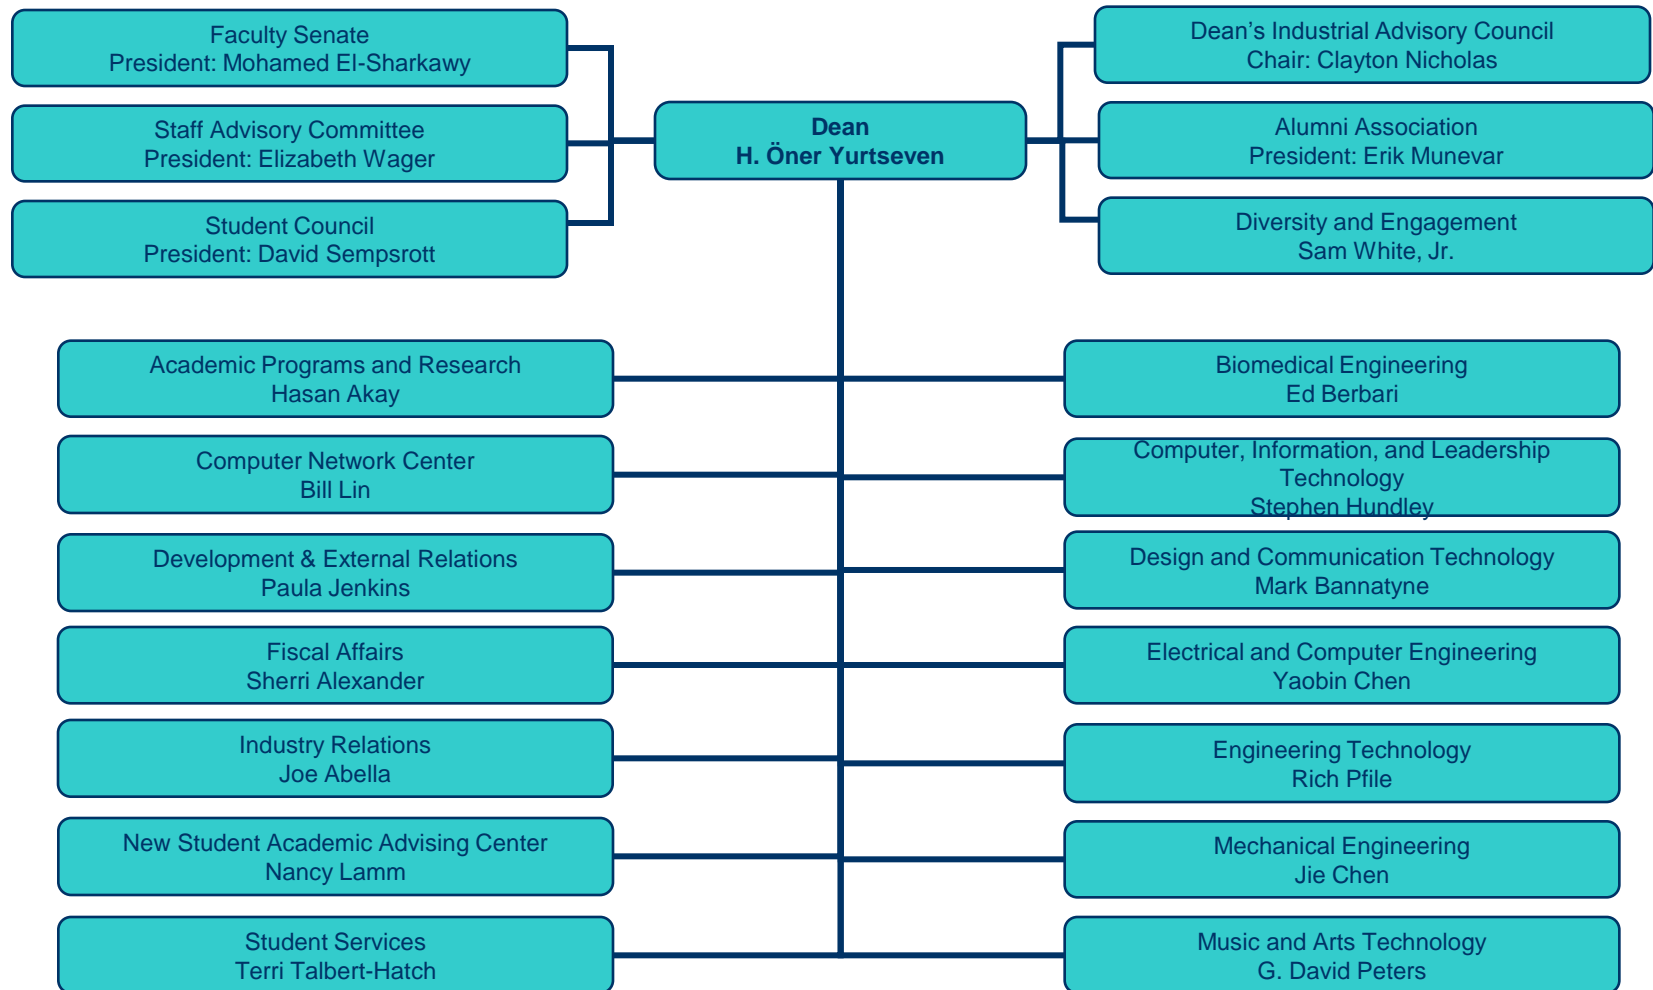 Faculty Senate
President: Mohamed El-Sharkawy
Staff Advisory Committee
President: Elizabeth Wager
Student Council
President: David Sempsrott
Dean
H. Öner Yurtseven
Dean’s Industrial Advisory Council
Chair: Clayton Nicholas
Alumni Association
President: Erik Munevar
Diversity and Engagement
Sam White, Jr.
Academic Programs and Research
Hasan Akay
Computer Network Center
Bill Lin
Development & External Relations
Paula Jenkins
Fiscal Affairs
Sherri Alexander
Industry Relations
Joe Abella
New Student Academic Advising Center
Nancy Lamm
Student Services
Terri Talbert-Hatch
Biomedical Engineering
Ed Berbari
Computer, Information, and Leadership
Technology
Stephen Hundley
Design and Communication Technology
Mark Bannatyne
Electrical and Computer Engineering
Yaobin Chen
Engineering Technology
Rich Pfile
Mechanical Engineering
Jie Chen
Music and Arts Technology
G. David Peters